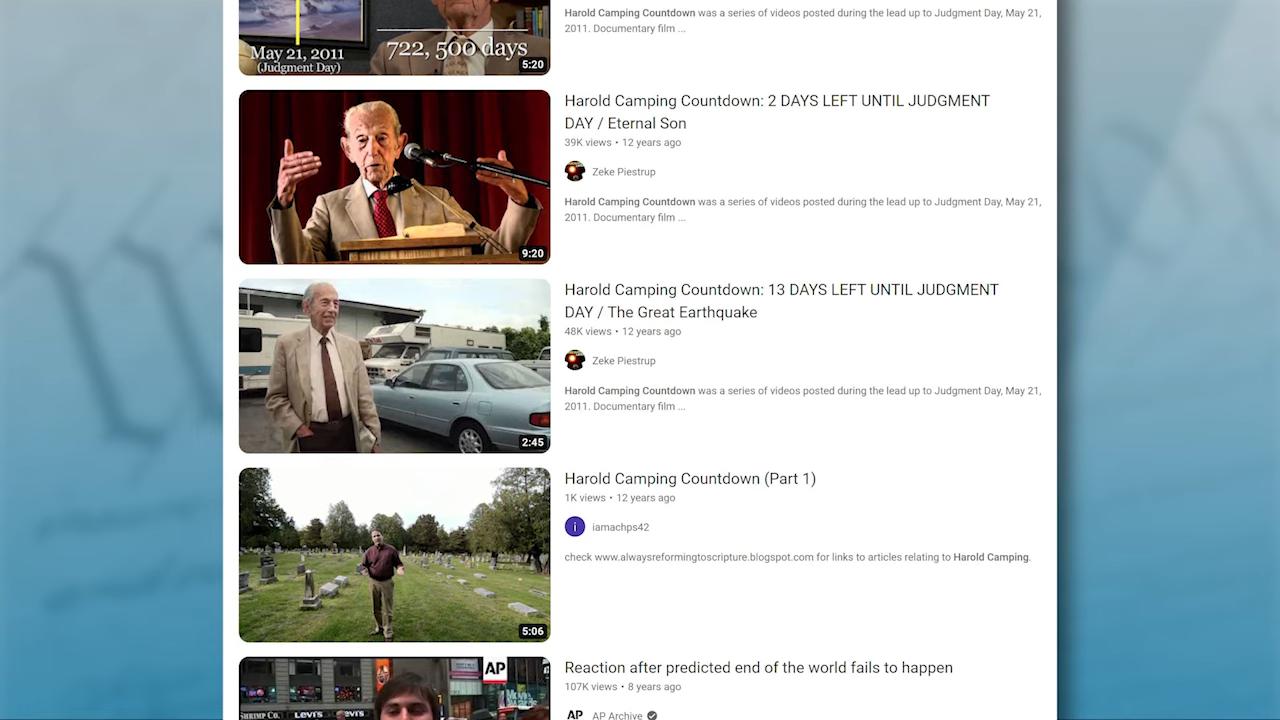 Harold Camping Countdown was a series of videos posted during the lead up to Judgment Day, May 21,
2011. Documentary film ...
May 21, 2011
(Judgment Day)
722, 500 days
5:20
Harold Camping Countdown: 2 DAYS LEFT UNTIL JUDGMENT
DAY / Eternal Son
39K views • 12 years ago
Zeke Piestrup
Harold Camping Countdown was a series of videos posted during the lead up to Judgment Day, May 21,
2011. Documentary film ...
9:20
Harold Camping Countdown: 13 DAYS LEFT UNTIL JUDGMENT
DAY / The Great Earthquake
48K views • 12 years ago
Zeke Piestrup
Harold Camping Countdown was a series of videos posted during the lead up to Judgment Day, May 21,
2011. Documentary film ...
2:45
Harold Camping Countdown (Part 1)
1K views • 12 years ago
i
iamachps42
check www.alwaysreformingtoscripture.blogspot.com for links to articles relating to Harold Camping.
5:06
Reaction after predicted end of the world fails to happen
107K views • 8 years ago
AP
AP Archive
AP
SHRIMP CO.
LEVI'S